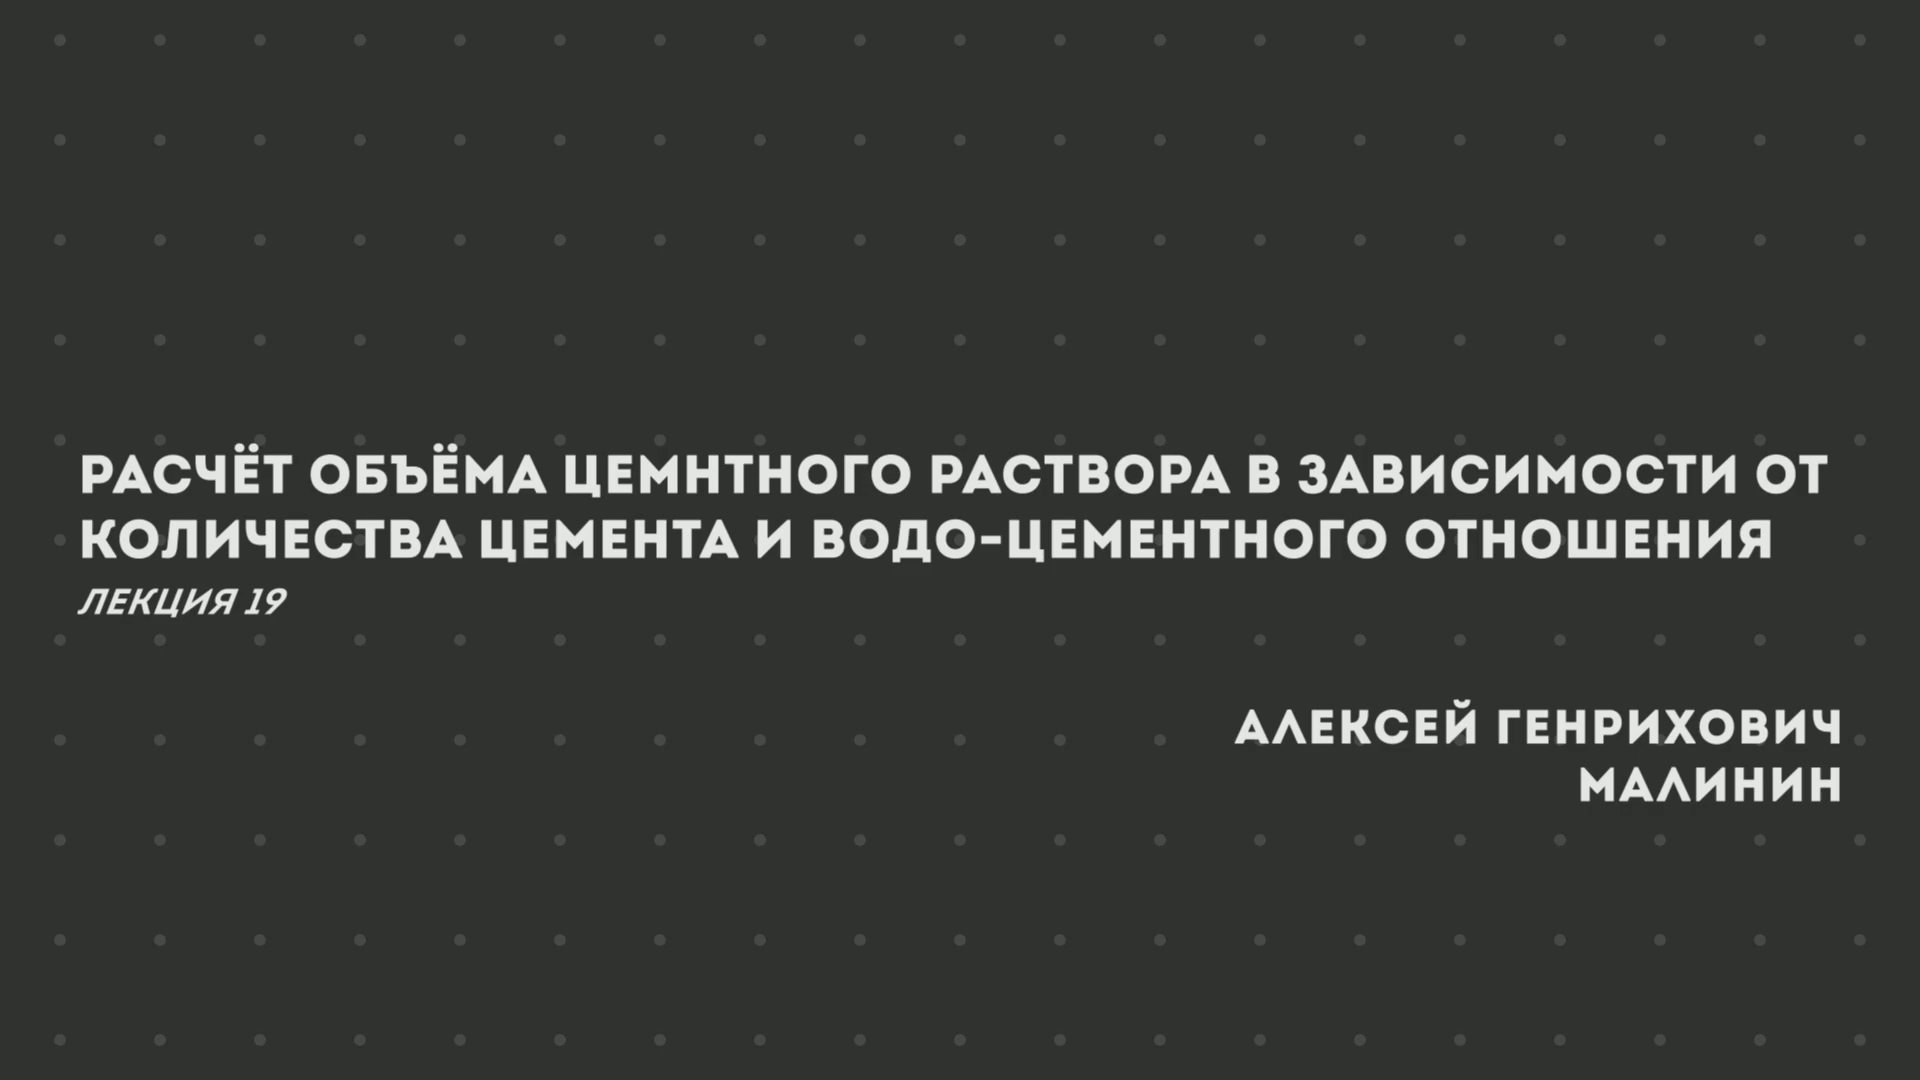 РАСЧЁТ ОБЪЁМА ЦЕМНТНОГО РАСТВОРА В ЗАВИСИМОСТИ ОТ
КОЛИЧЕСТВА ЦЕМЕНТА И ВОДО-ЦЕМЕНТНОГО ОТНОШЕНИЯ
ЛЕКЦИЯ 19
АЛЕКСЕЙ ГЕНРИХОВИЧ
МАЛИНИН